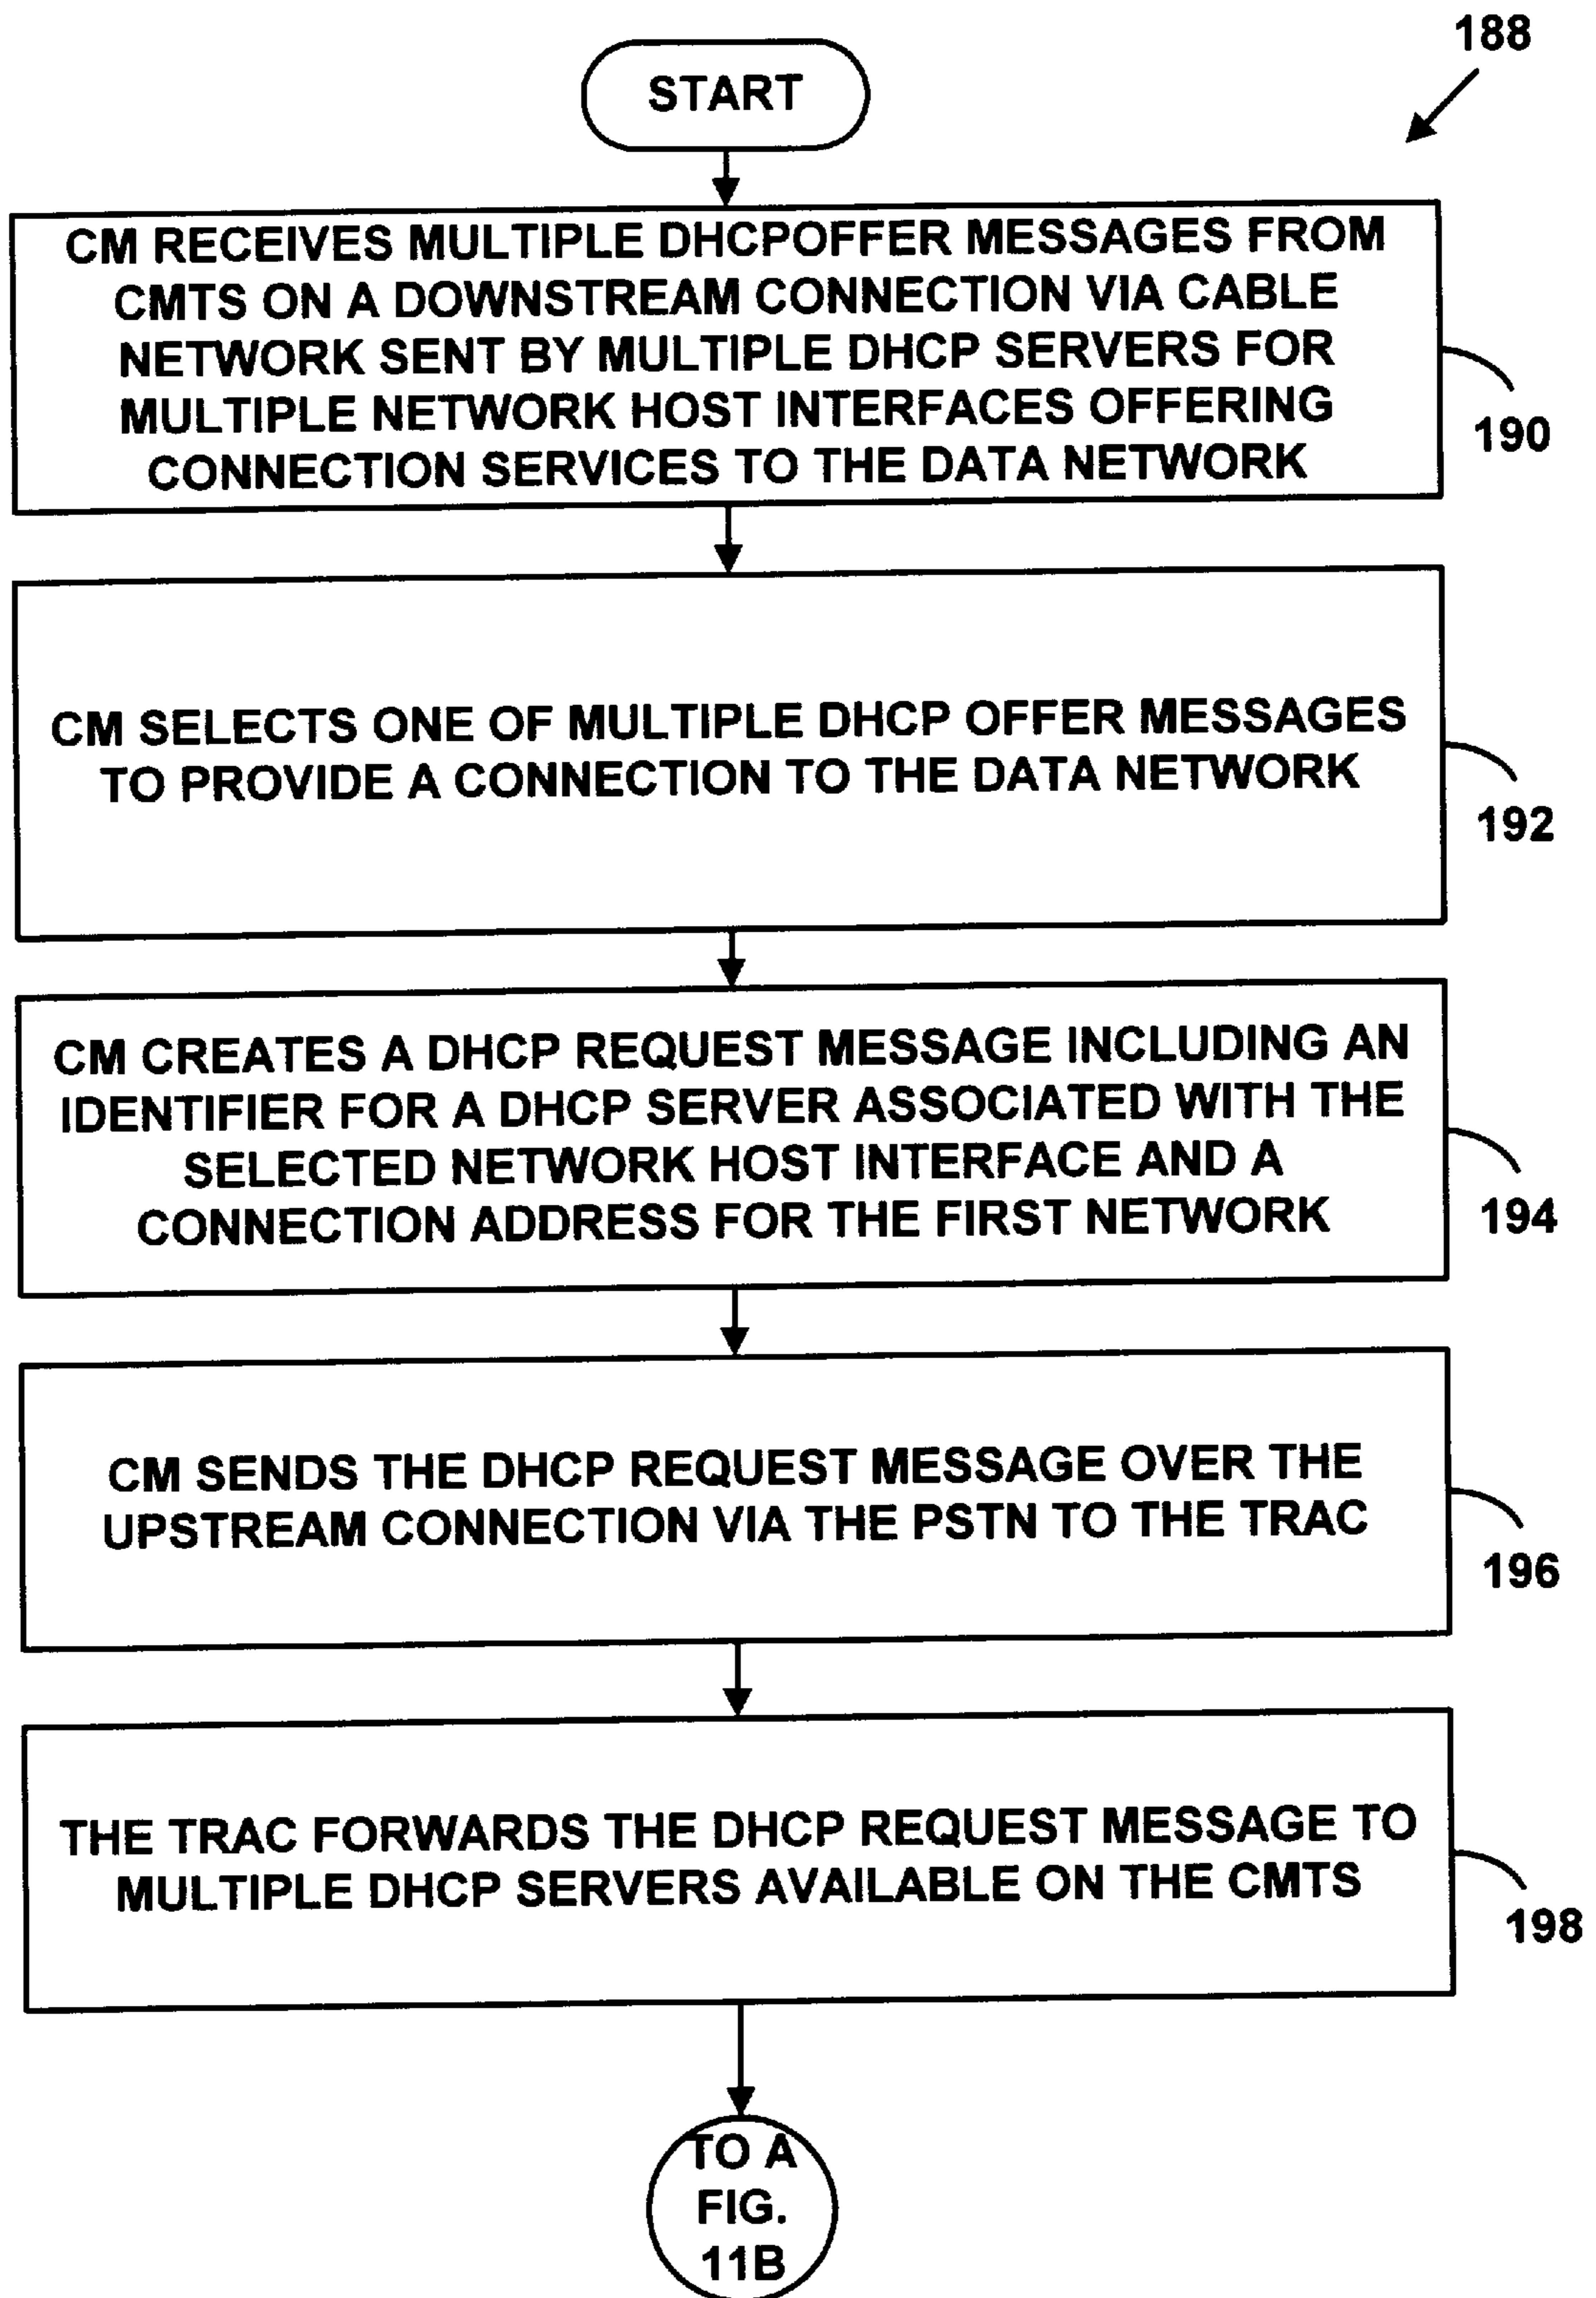 188
START
CM RECEIVES MULTIPLE DHCPOFFER MESSAGES FROM
CMTS ON A DOWNSTREAM CONNECTION VIA CABLE
NETWORK SENT BY MULTIPLE DHCP SERVERS FOR
MULTIPLE NETWORK HOST INTERFACES OFFERING
CONNECTION SERVICES TO THE DATA NETWORK
190
CM SELECTS ONE OF MULTIPLE DHCP OFFER MESSAGES
TO PROVIDE A CONNECTION TO THE DATA NETWORK
192
CM CREATES A DHCP REQUEST MESSAGE INCLUDING AN
IDENTIFIER FOR A DHCP SERVER ASSOCIATED WITH THE
SELECTED NETWORK HOST INTERFACE AND A
CONNECTION ADDRESS FOR THE FIRST NETWORK
194
CM SENDS THE DHCP REQUEST MESSAGE OVER THE
UPSTREAM CONNECTION VIA THE PSTN TO THE TRAC
196
THE TRAC FORWARDS THE DHCP REQUEST MESSAGE TO
MULTIPLE DHCP SERVERS AVAILABLE ON THE CMTS
198
TO A
FIG.
11B